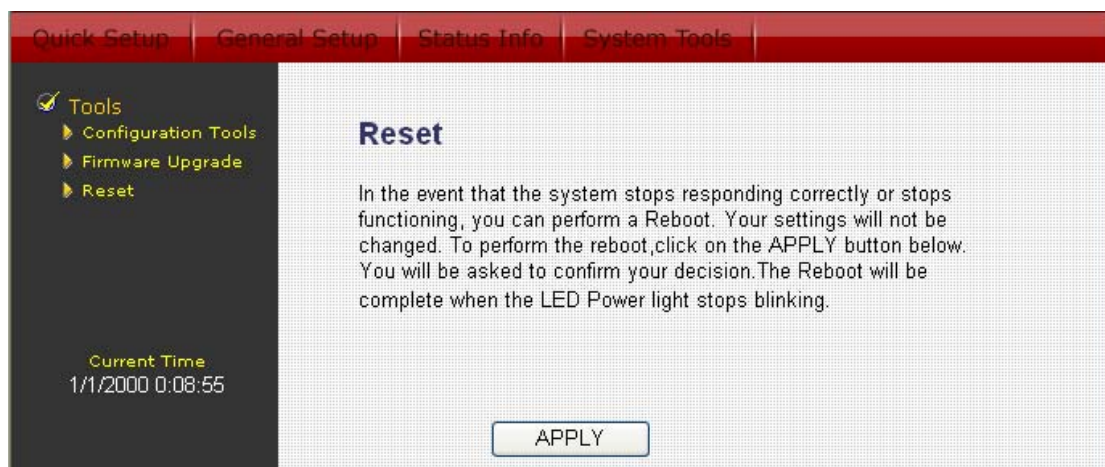 Quick Setup General Setup Status Info System Tools
Tools
Configuration Tools
Firmware Upgrade
Reset
Current Time
1/1/2000 0:08:55
Reset
In the event that the system stops responding correctly or stops
functioning, you can perform a Reboot. Your settings will not be
changed. To perform the reboot,click on the APPLY button below.
You will be asked to confirm your decision.The Reboot will be
complete when the LED Power light stops blinking.
APPLY